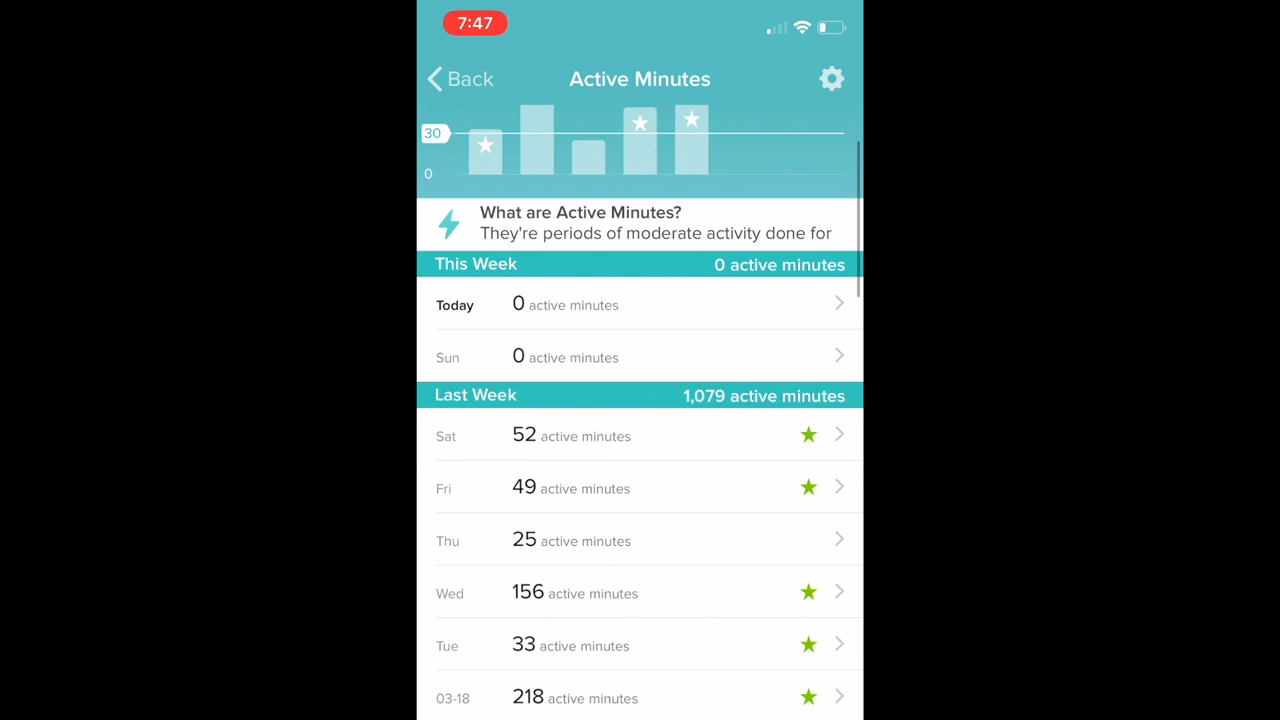 7:47
Back
Active Minutes
30
0
What are Active Minutes?
They're periods of moderate activity done for
This Week 0 active minutes
Today 0 active minutes
Sun 0 active minutes
Last Week 1,079 active minutes
Sat 52 active minutes
Fri 49 active minutes
Thu 25 active minutes
Wed 156 active minutes
Tue 33 active minutes
03-18 218 active minutes